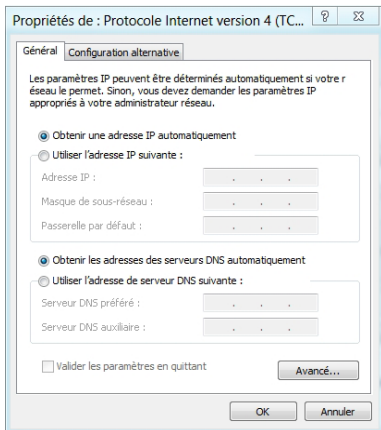 Propriétés de : Protocole Internet version 4 (TC...
Général
Configuration alternative
Les paramètres IP peuvent être déterminés automatiquement si votre r
éseau le permet. Sinon, vous devez demander les paramètres IP
appropriés à votre administrateur réseau.
Obtenir une adresse IP automatiquement
Utiliser l'adresse IP suivante :
Adresse IP :
Masque de sous-réseau :
Passerelle par défaut :
Obtenir les adresses des serveurs DNS automatiquement
Utiliser l'adresse de serveur DNS suivante :
Serveur DNS préféré :
Serveur DNS auxiliaire :
Valider les paramètres en quittant
Avancé...
OK
Annuler